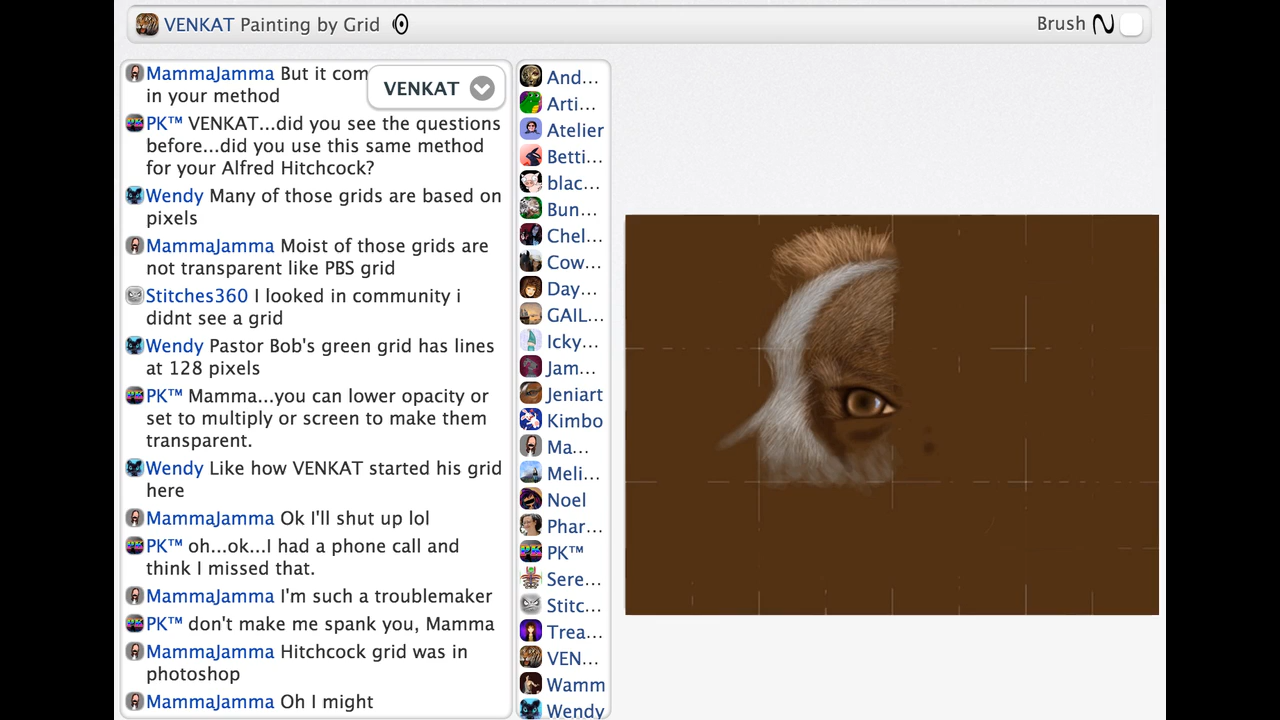 VENKAT Painting by Grid
Brush
MammaJamma But it com
in your method
VENKAT
PK™ VENKAT...did you see the questions
before...did you use this same method
for your Alfred Hitchcock?
Wendy Many of those grids are based on
pixels
MammaJamma Moist of those grids are
not transparent like PBS grid
Stitches360 I looked in community i
didnt see a grid
Wendy Pastor Bob's green grid has lines
at 128 pixels
PK™ Mamma...you can lower opacity or
set to multiply or screen to make them
transparent.
Wendy Like how VENKAT started his grid
here
MammaJamma Ok I'll shut up lol
PK™ oh...ok...I had a phone call and
think I missed that.
MammaJamma I'm such a troublemaker
PK™ don't make me spank you, Mamma
MammaJamma Hitchcock grid was in
photoshop
MammaJamma Oh I might
And...
Arti...
Atelier
Betti...
blac...
Bun...
Chel...
Cow...
Day...
GAIL...
Icky...
Jam...
Jeniart
Kimbo
Ma...
Meli...
Noel
Phar...
PK™
Sere...
Stitc...
Trea...
VEN...
Wamm
Wendy